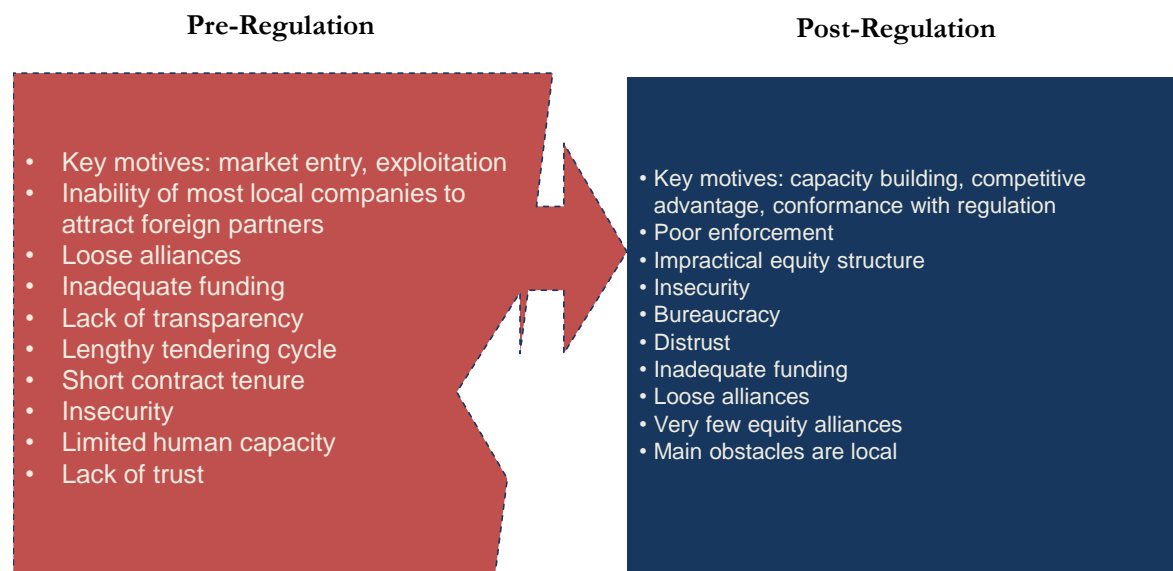 Pre-Regulation
• Key motives: market entry, exploitation
• Inability of most local companies to
attract foreign partners
• Loose alliances
• Inadequate funding
• Lack of transparency
• Lengthy tendering cycle
• Short contract tenure
• Insecurity
• Limited human capacity
• Lack of trust
Post-Regulation
• Key motives: capacity building, competitive
advantage, conformance with regulation
• Poor enforcement
• Impractical equity structure
• Insecurity
• Bureaucracy
• Distrust
• Inadequate funding
• Loose alliances
• Very few equity alliances
• Main obstacles are local